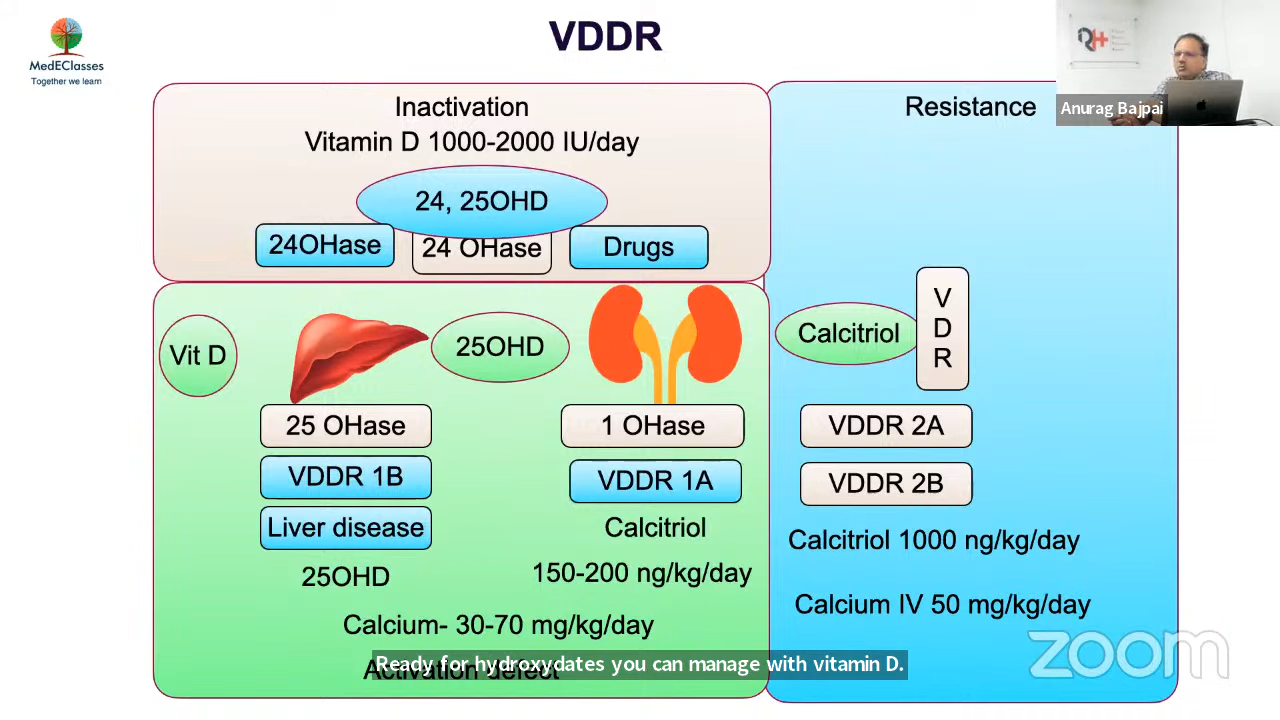 VDDR
MedEClasses
Together we learn
Anurag Bajpai
Inactivation
Vitamin D 1000-2000 IU/day
24, 25OHD
24OHase
24 OHase
Drugs
Resistance
Vit D
25OHD
25 OHase
1 OHase
VDDR 1B
VDDR 1A
Liver disease
Calcitriol
25OHD
150-200 ng/kg/day
Calcium- 30-70 mg/kg/day
Activation defect
Calcitriol
V
D
R
VDDR 2A
VDDR 2B
Calcitriol 1000 ng/kg/day
Calcium IV 50 mg/kg/day
Ready for hydroxydates you can manage with vitamin D.
zoom